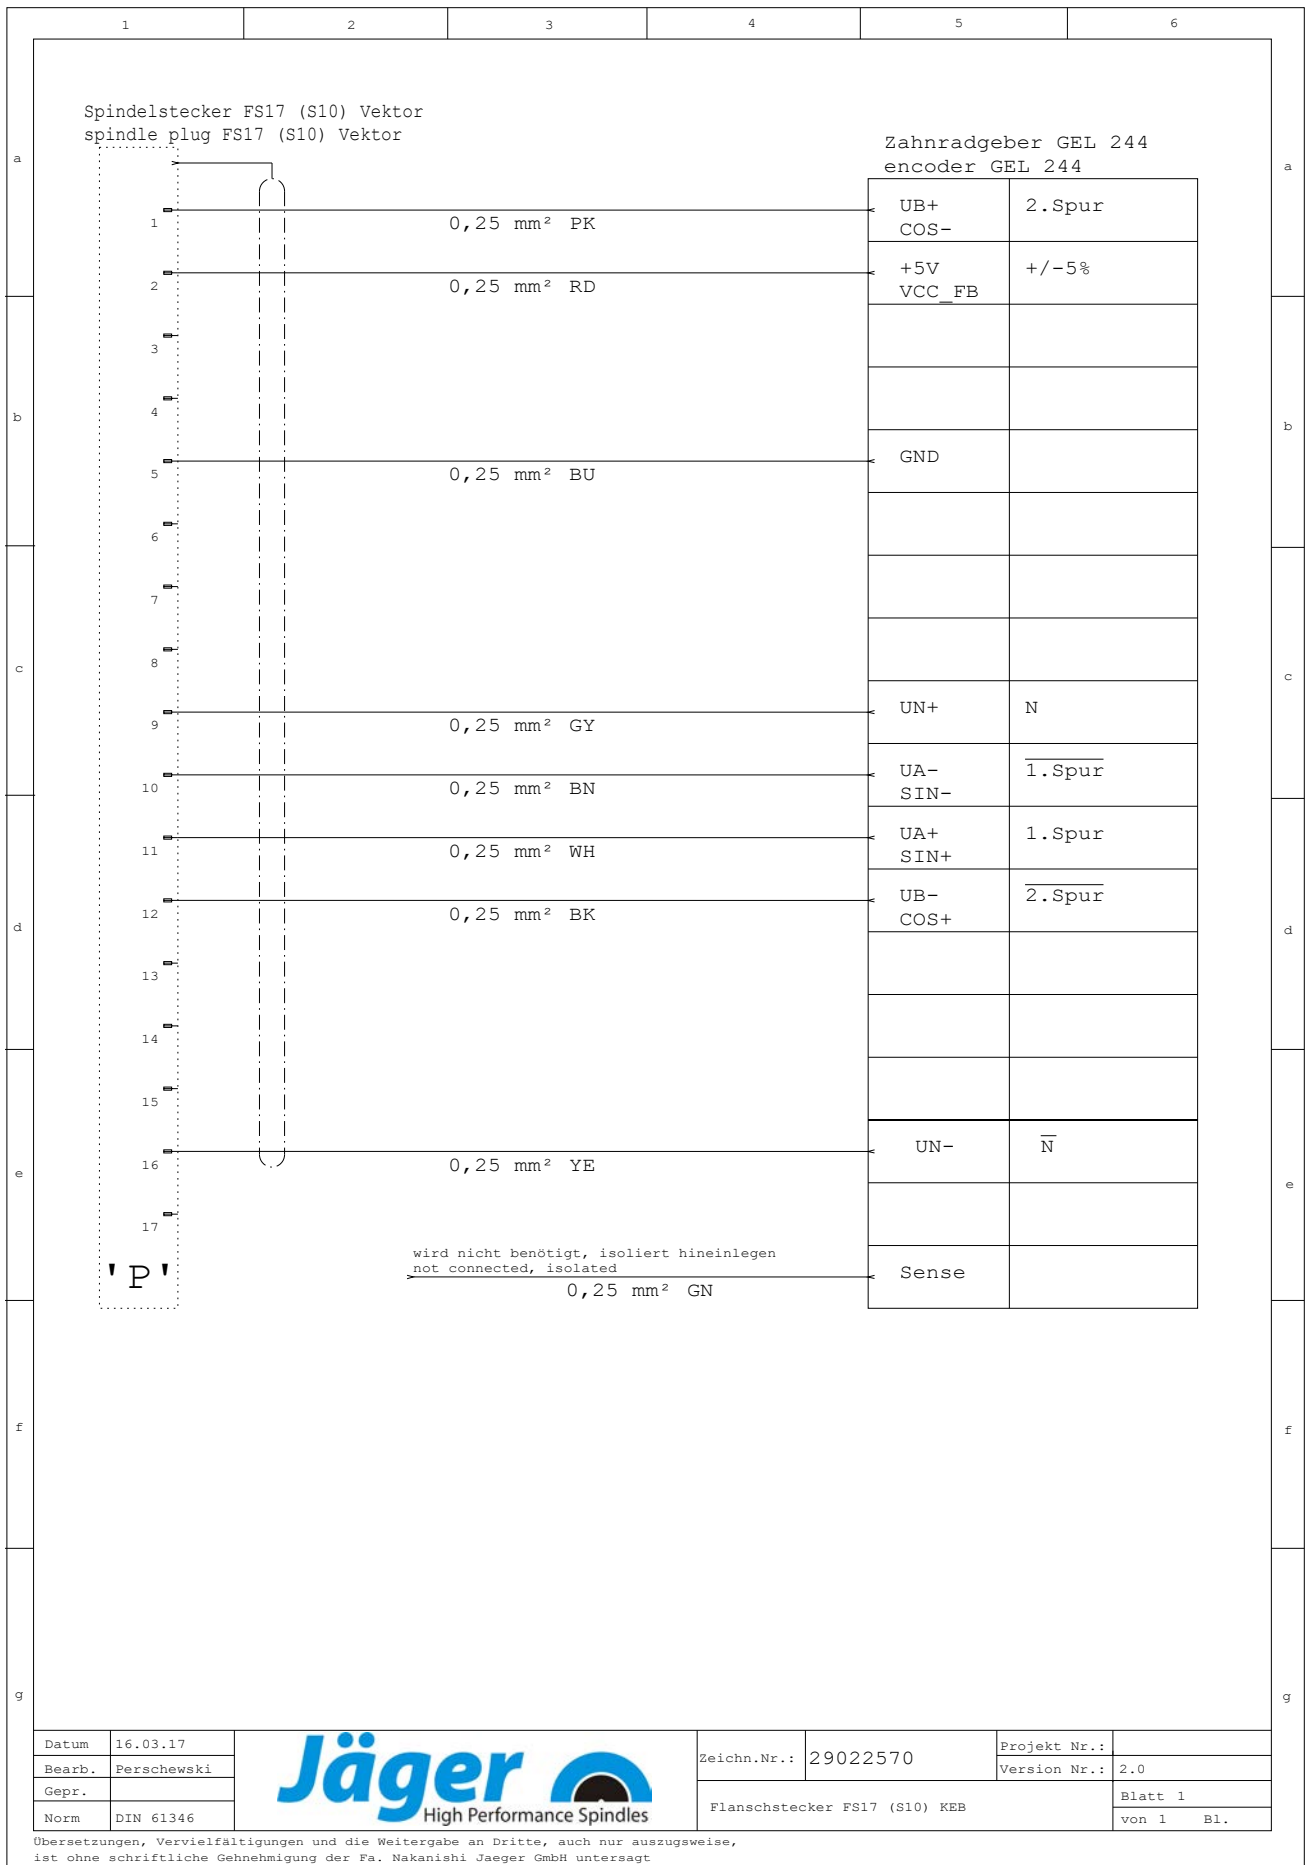 1 2 3 4 5 6
Spindelstecker FS17 (S10) Vektor
spindle plug FS17 (S10) Vektor
Zahnradgeber GEL 244
encoder GEL 244
a a
1 0,25 mm² PK UB+ 2.Spur
COS-
2 0,25 mm² RD +5V +/-5%
VCC_FB
3
4
b b
5 0,25 mm² BU GND
6
7
8
c c
9 0,25 mm² GY UN+ N
10 0,25 mm² BN UA- 1.Spur
SIN-
11 0,25 mm² WH UA+ 1.Spur
SIN+
12 0,25 mm² BK UB- 2.Spur
COS+
d d
13
14
15
16 0,25 mm² YE UN- N
e e
17
wird nicht benötigt, isoliert hineinlegen
not connected, isolated
'P' 0,25 mm² GN Sense
f f
g g
Datum 16.03.17
Bearb. Perschewski
Gepr.
Norm DIN 61346
Jäger
High Performance Spindles
Zeichn.Nr.: 29022570
Projekt Nr.:
Version Nr.: 2.0
Flanschstecker FS17 (S10) KEB
Blatt 1
von 1 Bl.
Übersetzungen, Vervielfältigungen und die Weitergabe an Dritte, auch nur auszugsweise,
ist ohne schriftliche Gehnehmigung der Fa. Nakanishi Jaeger GmbH untersagt